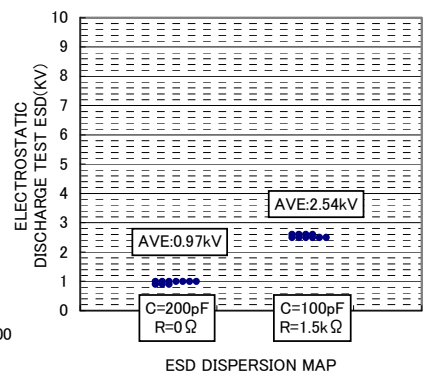 ELECTROSTATIC
DISCHARGE TEST ESD(KV)
10
9
8
7
6
5
4
3
2
1
0
AVE:0.97kV
AVE:2.54kV
C=200pF
R=0Ω
C=100pF
R=1.5kΩ
00
ESD DISPERSION MAP